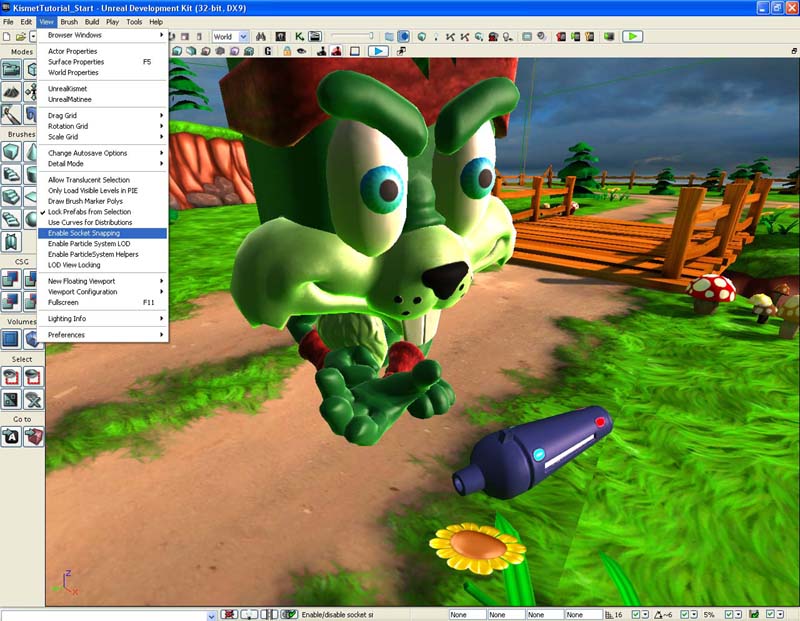 KismetTutorial_Start - Unreal Development Kit (32-bit, DX9)
File Edit View Brush Build Play Tools Help
World
G
Modes
Browser Windows
Actor Properties
Surface Properties F5
World Properties
UnrealKismet
UnrealMatinee
Drag Grid
Rotation Grid
Scale Grid
Brushes
Change Autosave Options
Detail Mode
Allow Translucent Selection
Only Load Visible Levels in PIE
Draw Brush Marker Polys
Lock Prefabs from Selection
Use Curves for Distributions
Enable Socket Snapping
Enable Particle System LOD
Enable ParticleSystem Helpers
LOD View Locking
CSG
New Floating Viewport
Viewport Configuration
Fullscreen F11
Lighting Info
Volumes
Preferences
Select
Go to
A
Z
X
Enable/disable socket
None None None None 16 5%